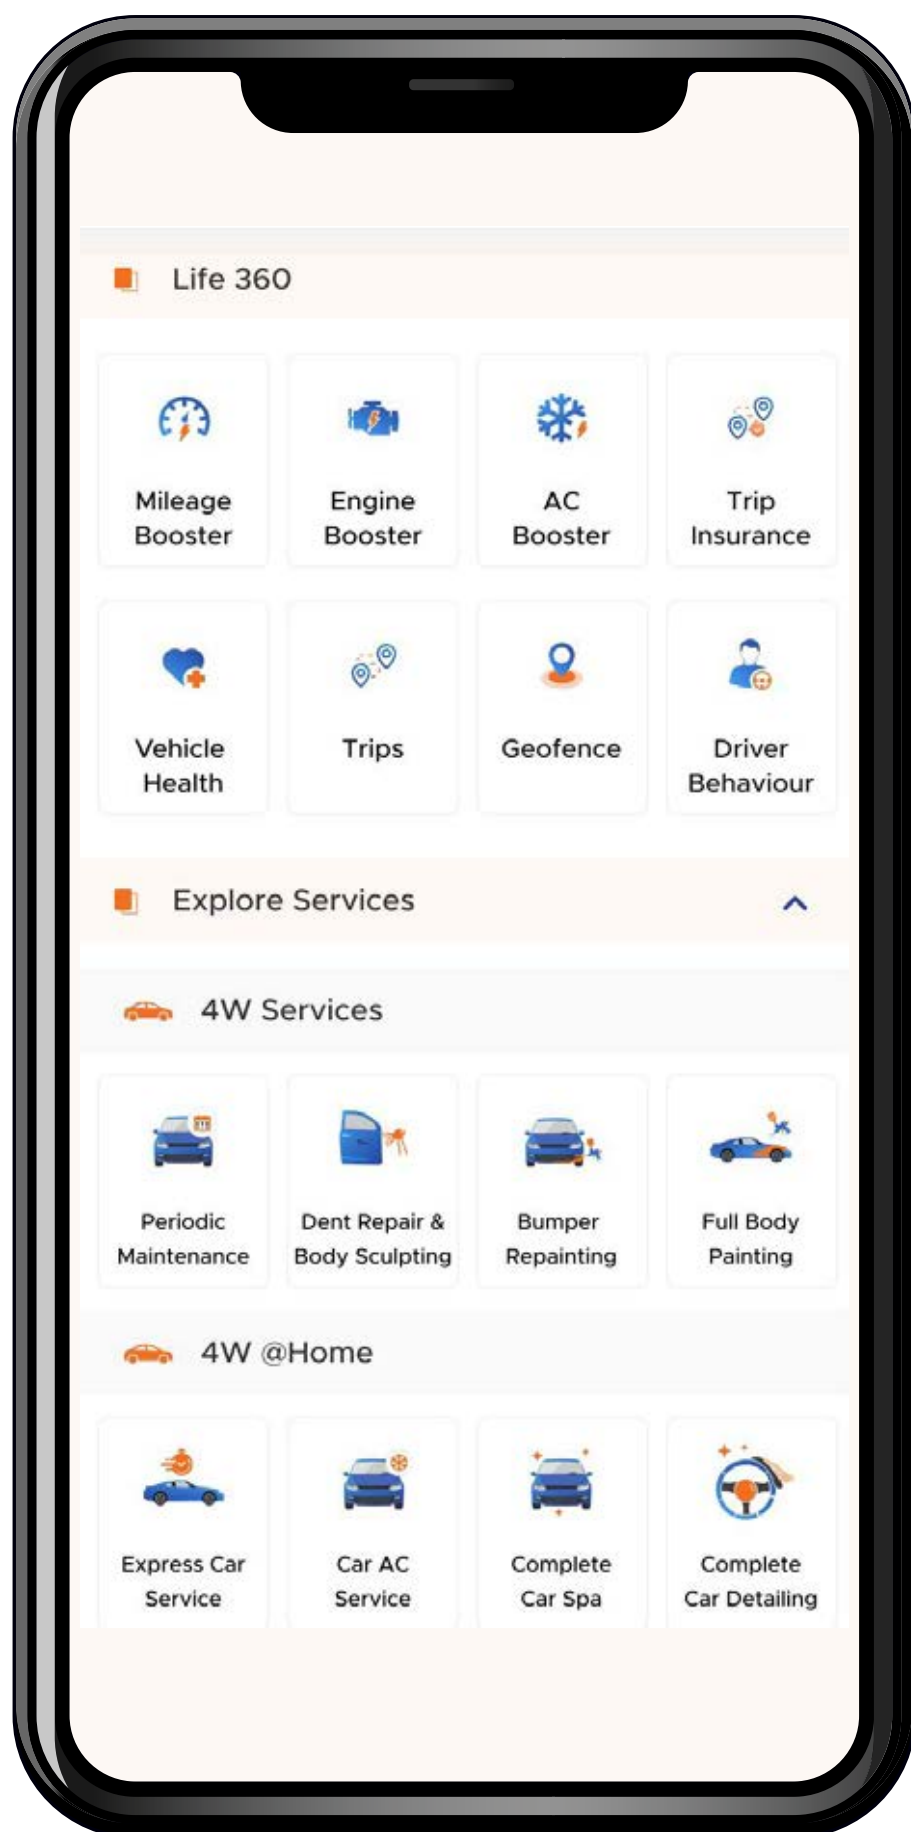 Life 360
Mileage Booster
Engine Booster
AC Booster
Trip Insurance
Vehicle Health
Trips
Geofence
Driver Behaviour
Explore Services
4W Services
Periodic Maintenance
Dent Repair & Body Sculpting
Bumper Repainting
Full Body Painting
4W @Home
Express Car Service
Car AC Service
Complete Car Spa
Complete Car Detailing